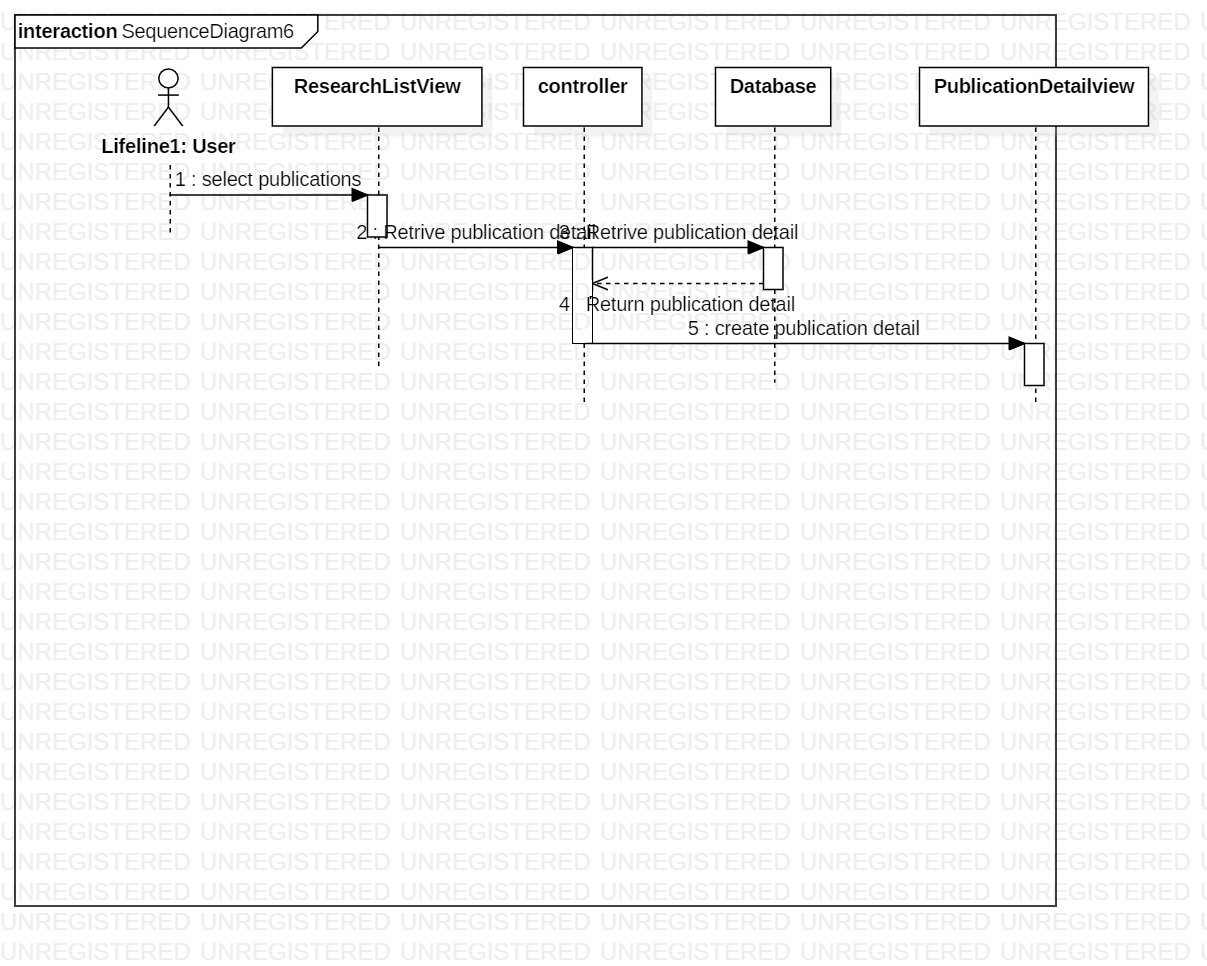 interaction SequenceDiagram6
ResearchListView
controller
Database
PublicationDetailview
Lifeline1: User
1 : select publications
2 : Retrive publication detail
3 : Retrive publication detail
4 : Return publication detail
5 : create publication detail
UNREGISTERED